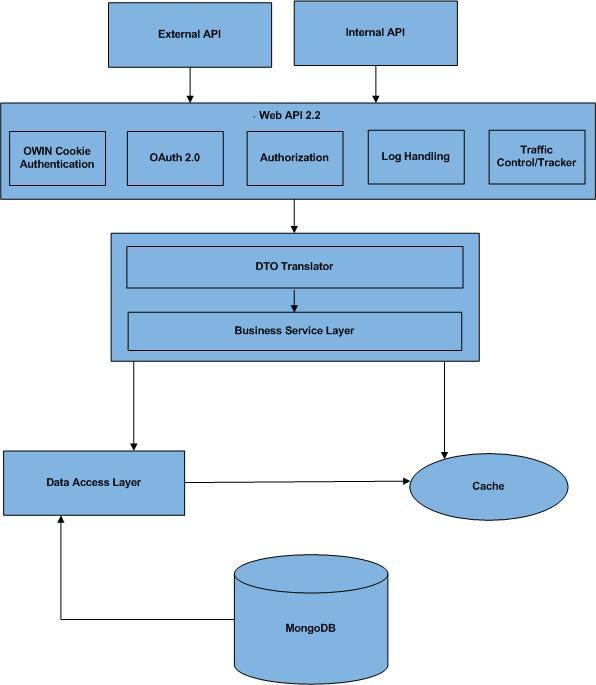 External API
Internal API
Web API 2.2
OWIN Cookie
Authentication
OAuth 2.0
Authorization
Log Handling
Traffic
Control/Tracker
DTO Translator
Business Service Layer
Data Access Layer
Cache
MongoDB